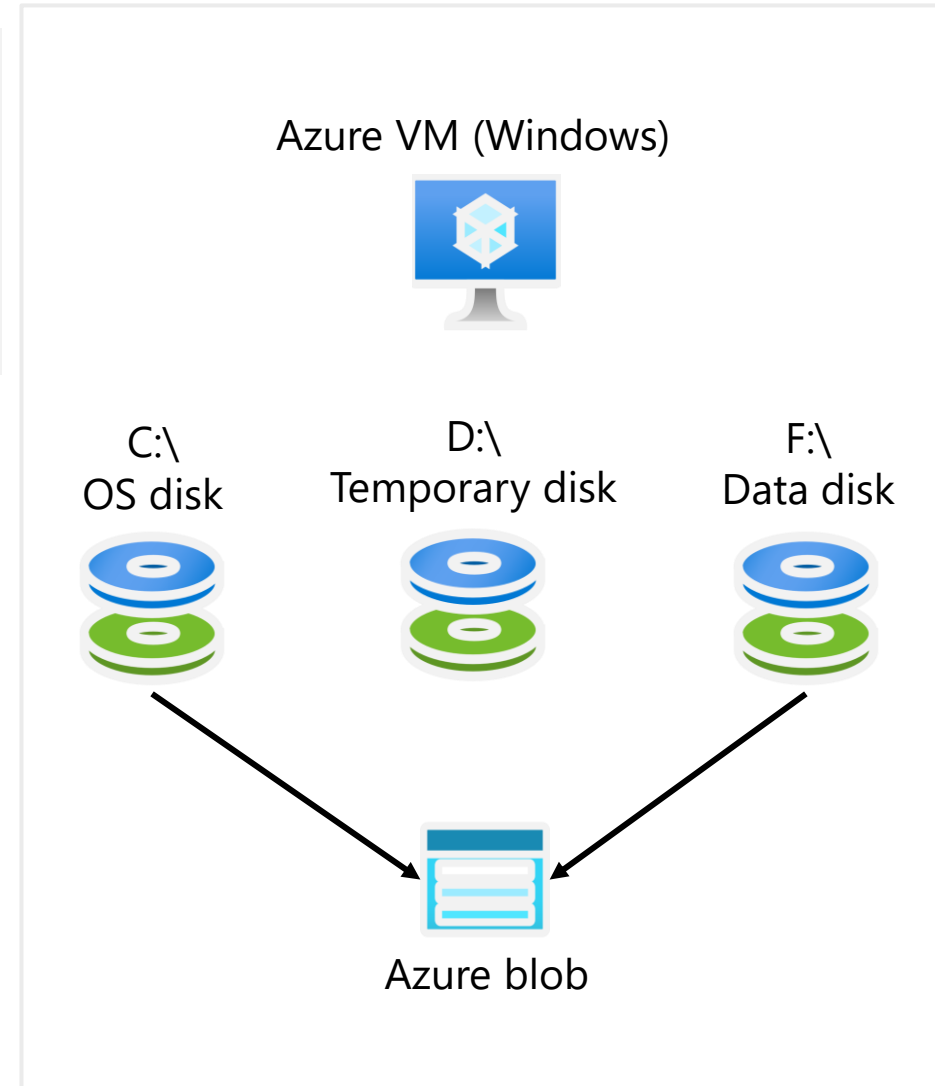 Azure VM (Windows)
C:\
OS disk
D:\
Temporary disk
F:\
Data disk
Azure blob